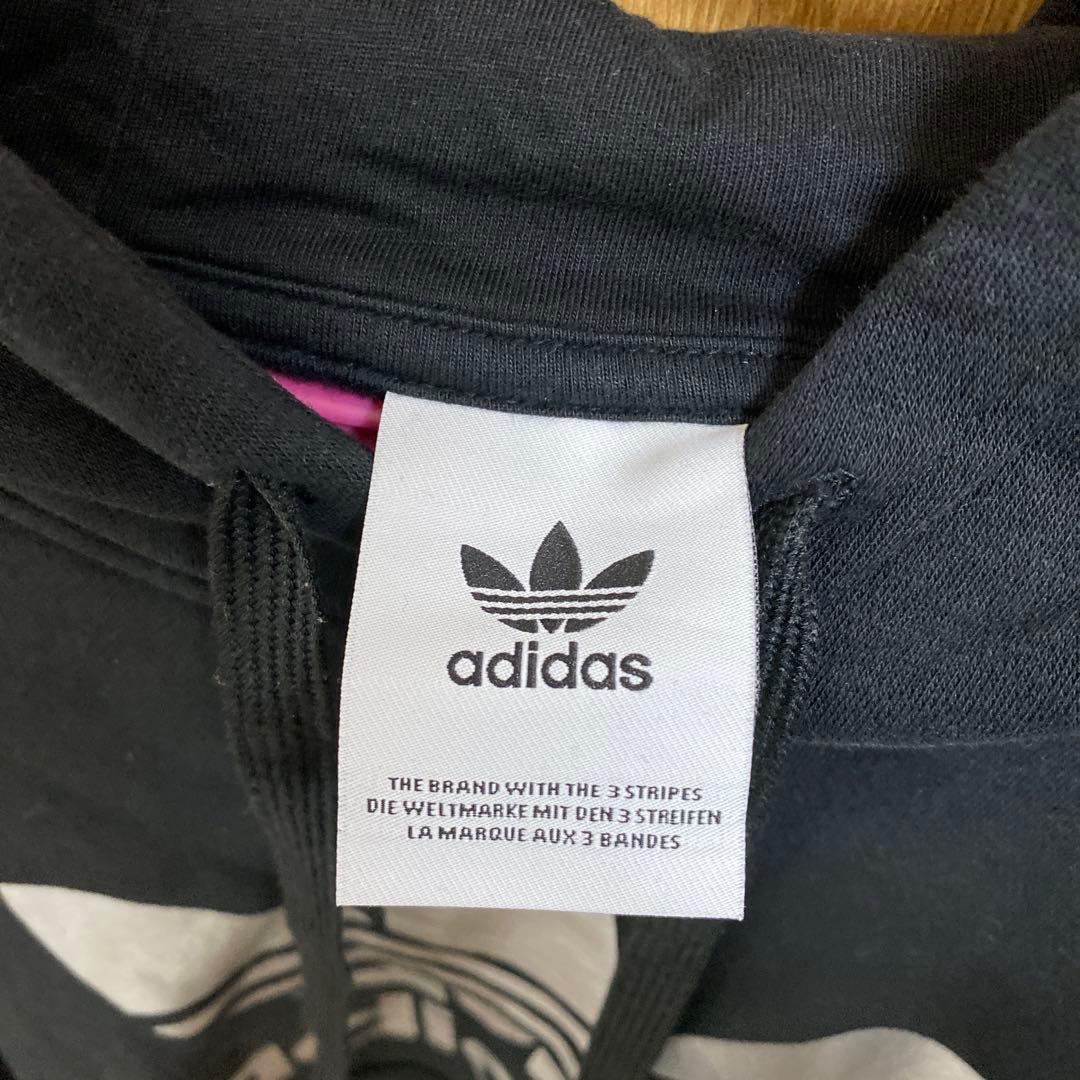 adidas
THE BRAND WITH THE 3 STRIPES
DIE WELTMARKE MIT DEN 3 STREIFEN
LA MARQUE AUX 3 BANDES